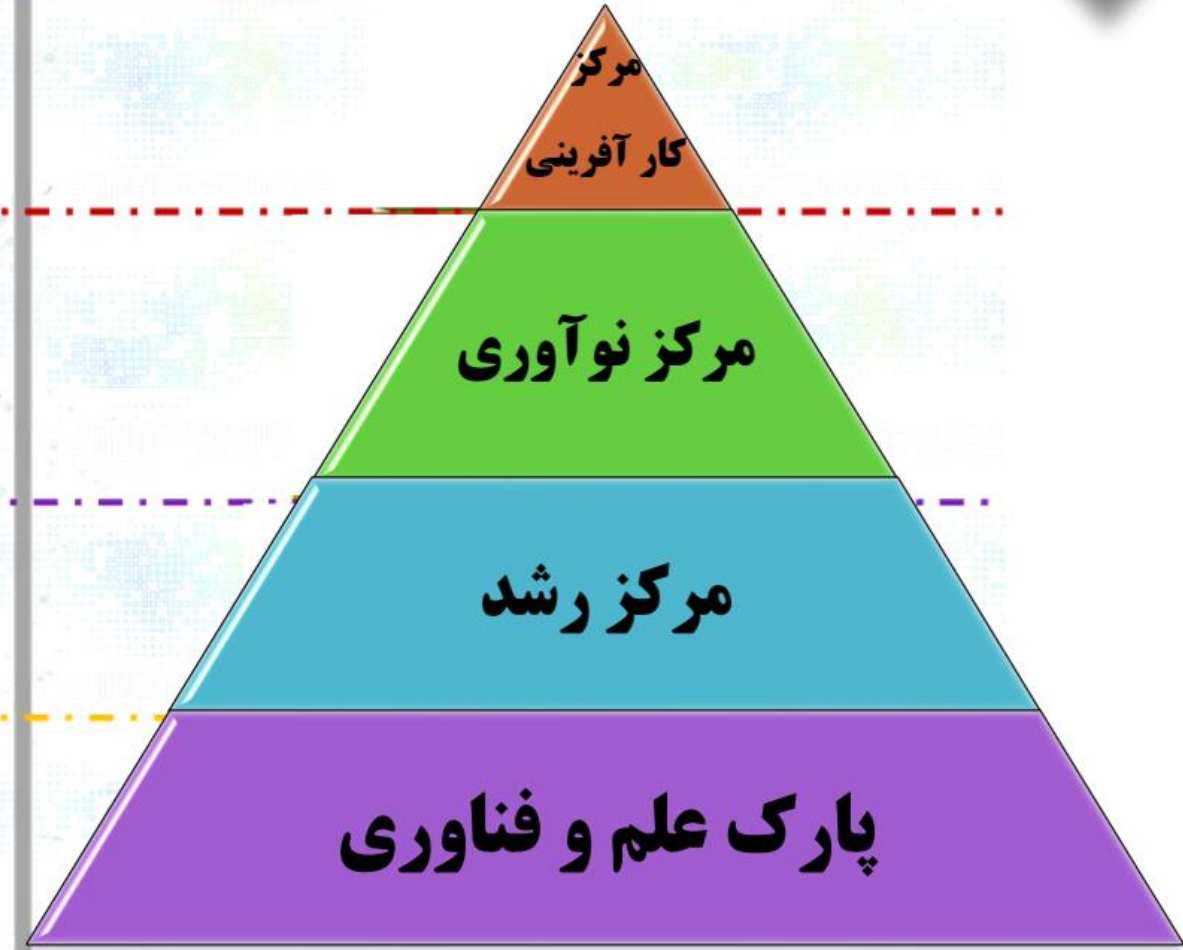 مرکز
کار آفرینی
مرکز نوآوری
مرکز رشد
پارک علم و فناوری